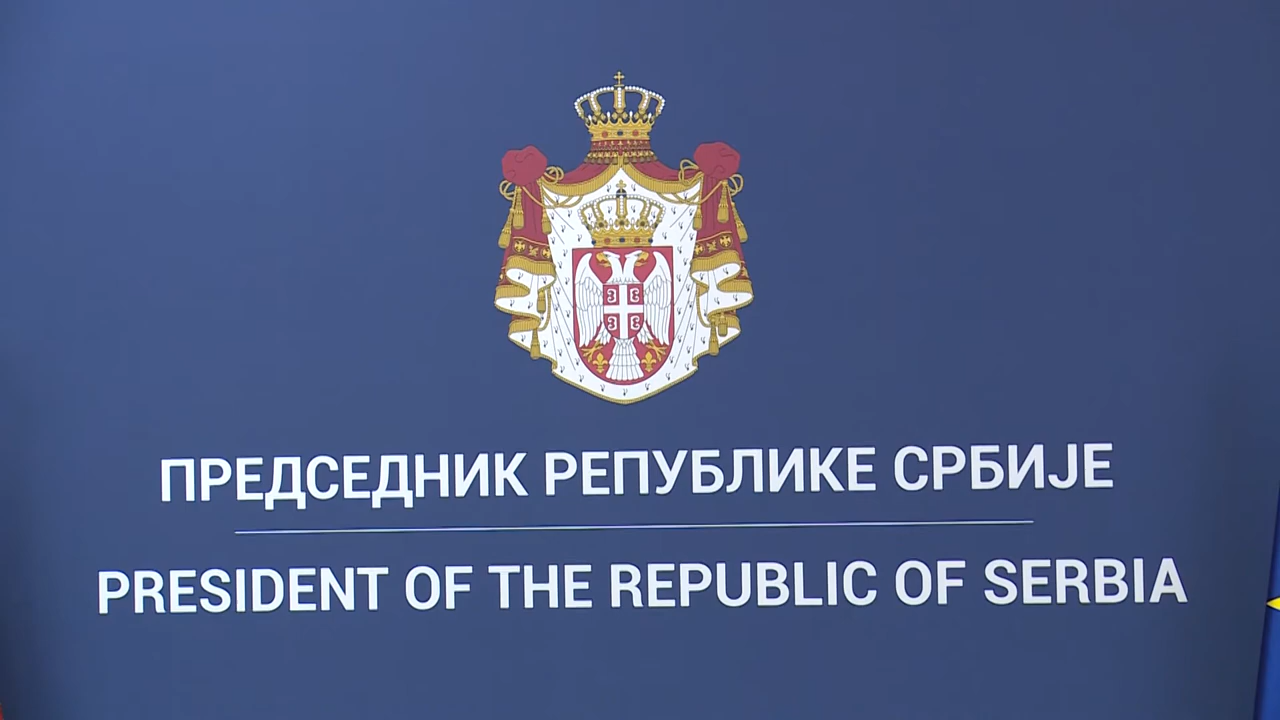 ПРЕДСЕДНИК РЕПУБЛИКЕ СРБИЈЕ
PRESIDENT OF THE REPUBLIC OF SERBIA